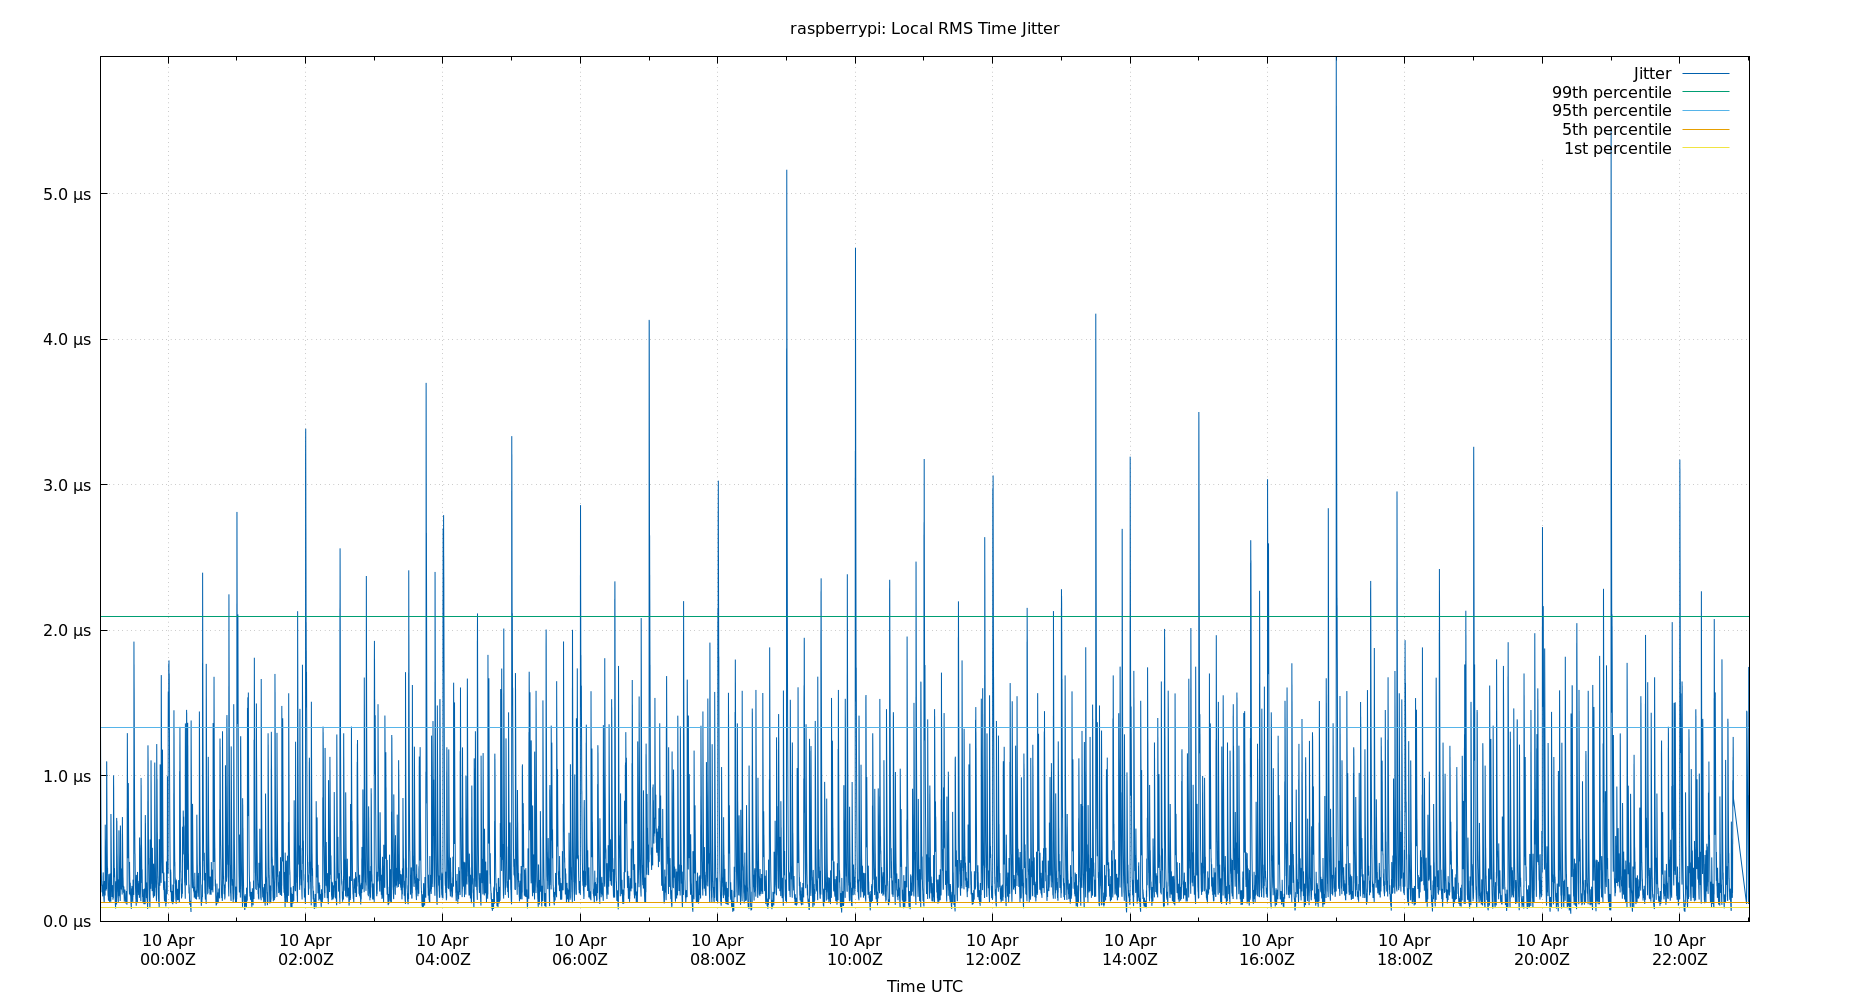 raspberrypi: Local RMS Time Jitter
Jitter
99th percentile
95th percentile
5th percentile
1st percentile
5.0 µs
4.0 µs
3.0 µs
2.0 µs
1.0 µs
0.0 µs
10 Apr 10 Apr 10 Apr 10 Apr 10 Apr 10 Apr 10 Apr 10 Apr 10 Apr 10 Apr 10 Apr 10 Apr
00:00Z 02:00Z 04:00Z 06:00Z 08:00Z 10:00Z 12:00Z 14:00Z 16:00Z 18:00Z 20:00Z 22:00Z
Time UTC